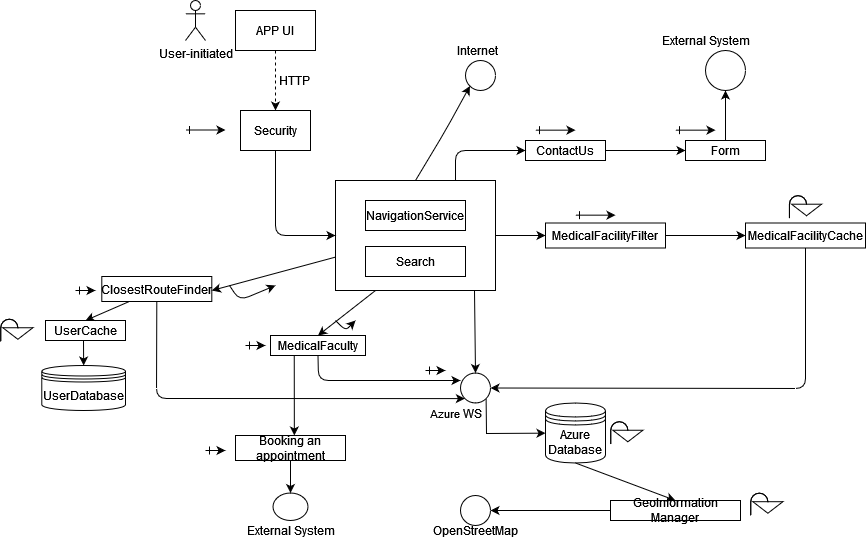 APP UI
User-initiated
HTTP
Internet
External System
Security
ContactUs
Form
NavigationService
Search
MedicalFacilityFilter
MedicalFacilityCache
ClosestRouteFinder
UserCache
UserDatabase
MedicalFaculty
Azure WS
Booking an
appointment
Azure
Database
External System
OpenStreetMap
GeoInformation
Manager